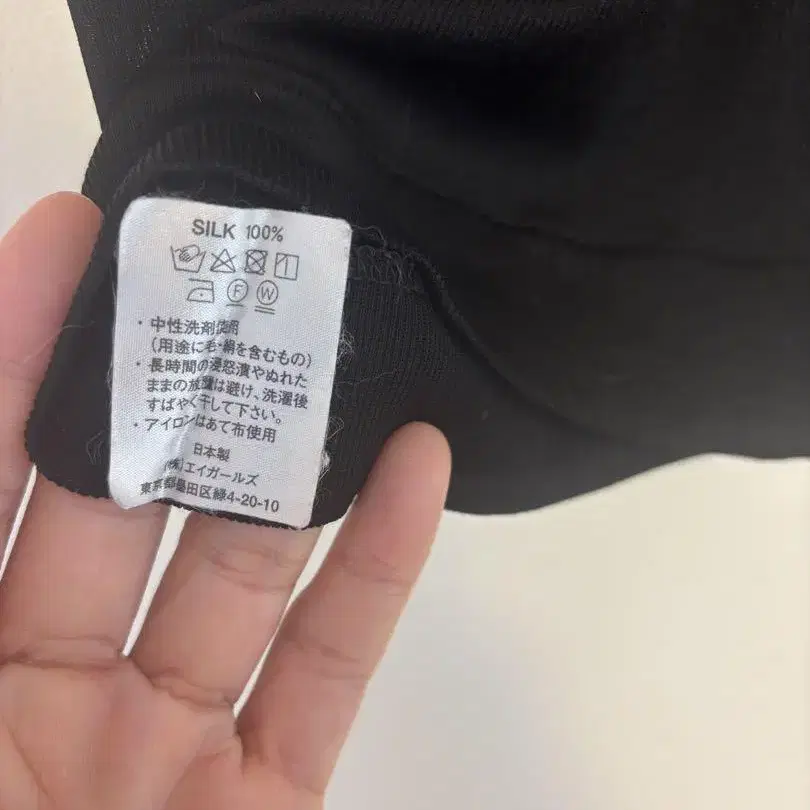 SILK 100%
F W
・中性洗剤使用
(用途に毛・絹を含むもの)
・長時間の浸怒漬やぬれた
ままの放置は避け、洗濯後
すばやく干して下さい。
・アイロンはあて布使用
日本製
(株)エイガールズ
東京都墨田区緑4-20-10